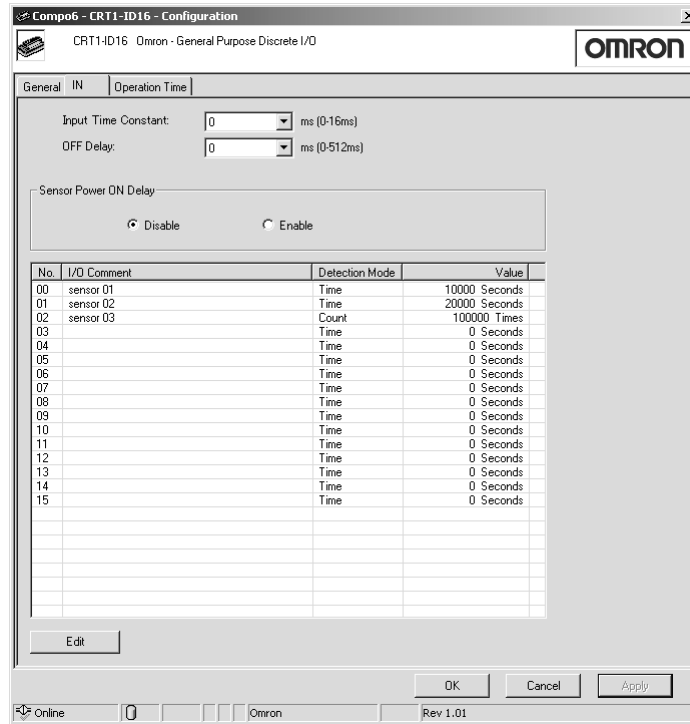 Compo6 - CRT1-ID16 - Configuration
CRT1-ID16 Omron - General Purpose Discrete I/O
OMRON
General IN Operation Time
Input Time Constant: 0 ms (0-16ms)
OFF Delay: 0 ms (0-512ms)
Sensor Power ON Delay
Disable Enable
No. I/O Comment Detection Mode Value
00 sensor 01 Time 10000 Seconds
01 sensor 02 Time 20000 Seconds
02 sensor 03 Count 100000 Times
03 Time 0 Seconds
04 Time 0 Seconds
05 Time 0 Seconds
06 Time 0 Seconds
07 Time 0 Seconds
08 Time 0 Seconds
09 Time 0 Seconds
10 Time 0 Seconds
11 Time 0 Seconds
12 Time 0 Seconds
13 Time 0 Seconds
14 Time 0 Seconds
15 Time 0 Seconds
Edit
OK Cancel Apply
Online Omron Rev 1.01